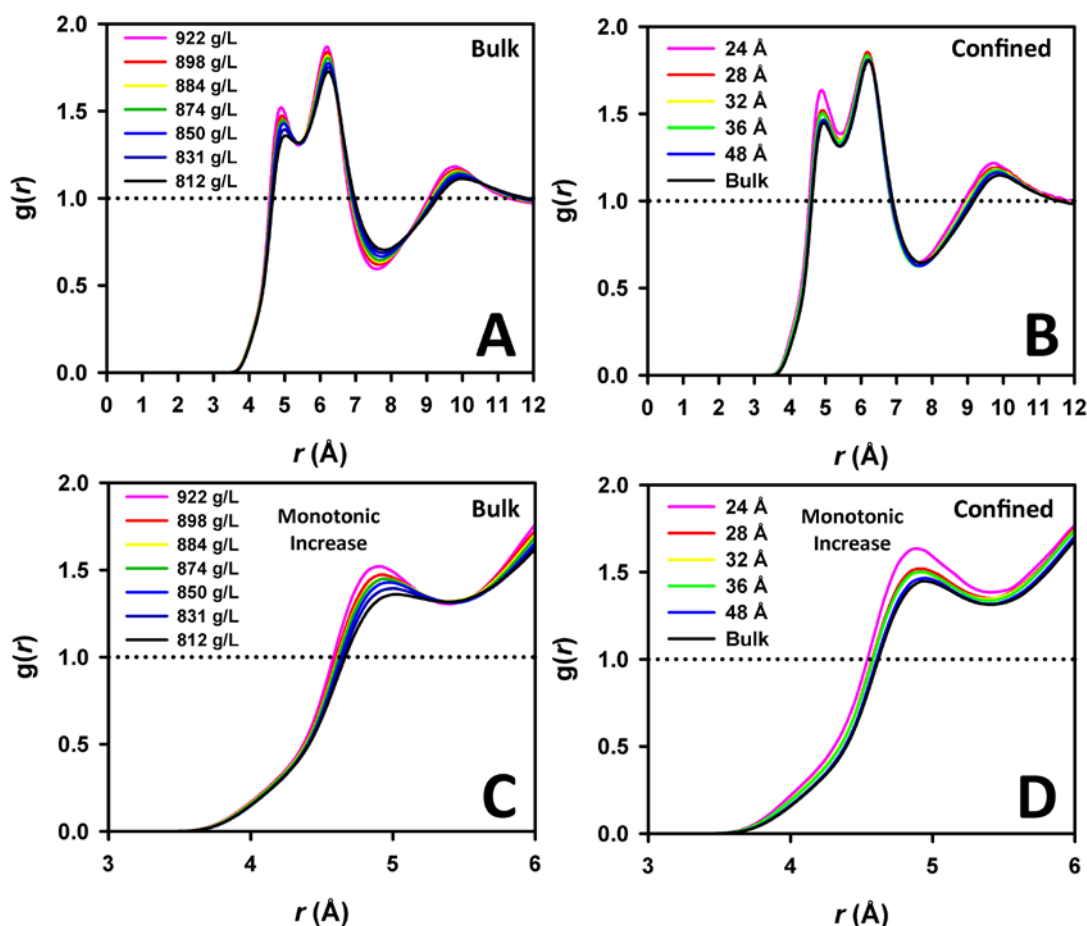 2.0
1.5
1.0
0.5
0.0
g(r)
922 g/L
898 g/L
884 g/L
874 g/L
850 g/L
831 g/L
812 g/L
Bulk
A
0 1 2 3 4 5 6 7 8 9 10 11 12
r (Å)
2.0
1.5
1.0
0.5
0.0
g(r)
24 Å
28 Å
32 Å
36 Å
48 Å
Bulk
Confined
B
0 1 2 3 4 5 6 7 8 9 10 11 12
r (Å)
2.0
1.5
1.0
0.5
0.0
g(r)
922 g/L
898 g/L
884 g/L
874 g/L
850 g/L
831 g/L
812 g/L
Monotonic
Increase
Bulk
C
3 4 5 6
r (Å)
2.0
1.5
1.0
0.5
0.0
g(r)
24 Å
28 Å
32 Å
36 Å
48 Å
Bulk
Monotonic
Increase
Confined
D
3 4 5 6
r (Å)